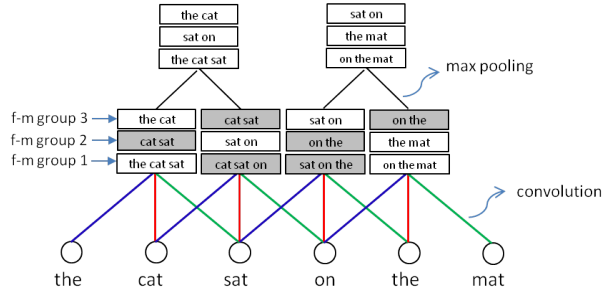 the cat
sat on
the cat sat
sat on
the mat
on the mat
max pooling
f-m group 3 the cat cat sat sat on on the
f-m group 2 cat sat sat on on the the mat
f-m group 1 the cat sat cat sat on sat on the on the mat
convolution
the cat sat on the mat